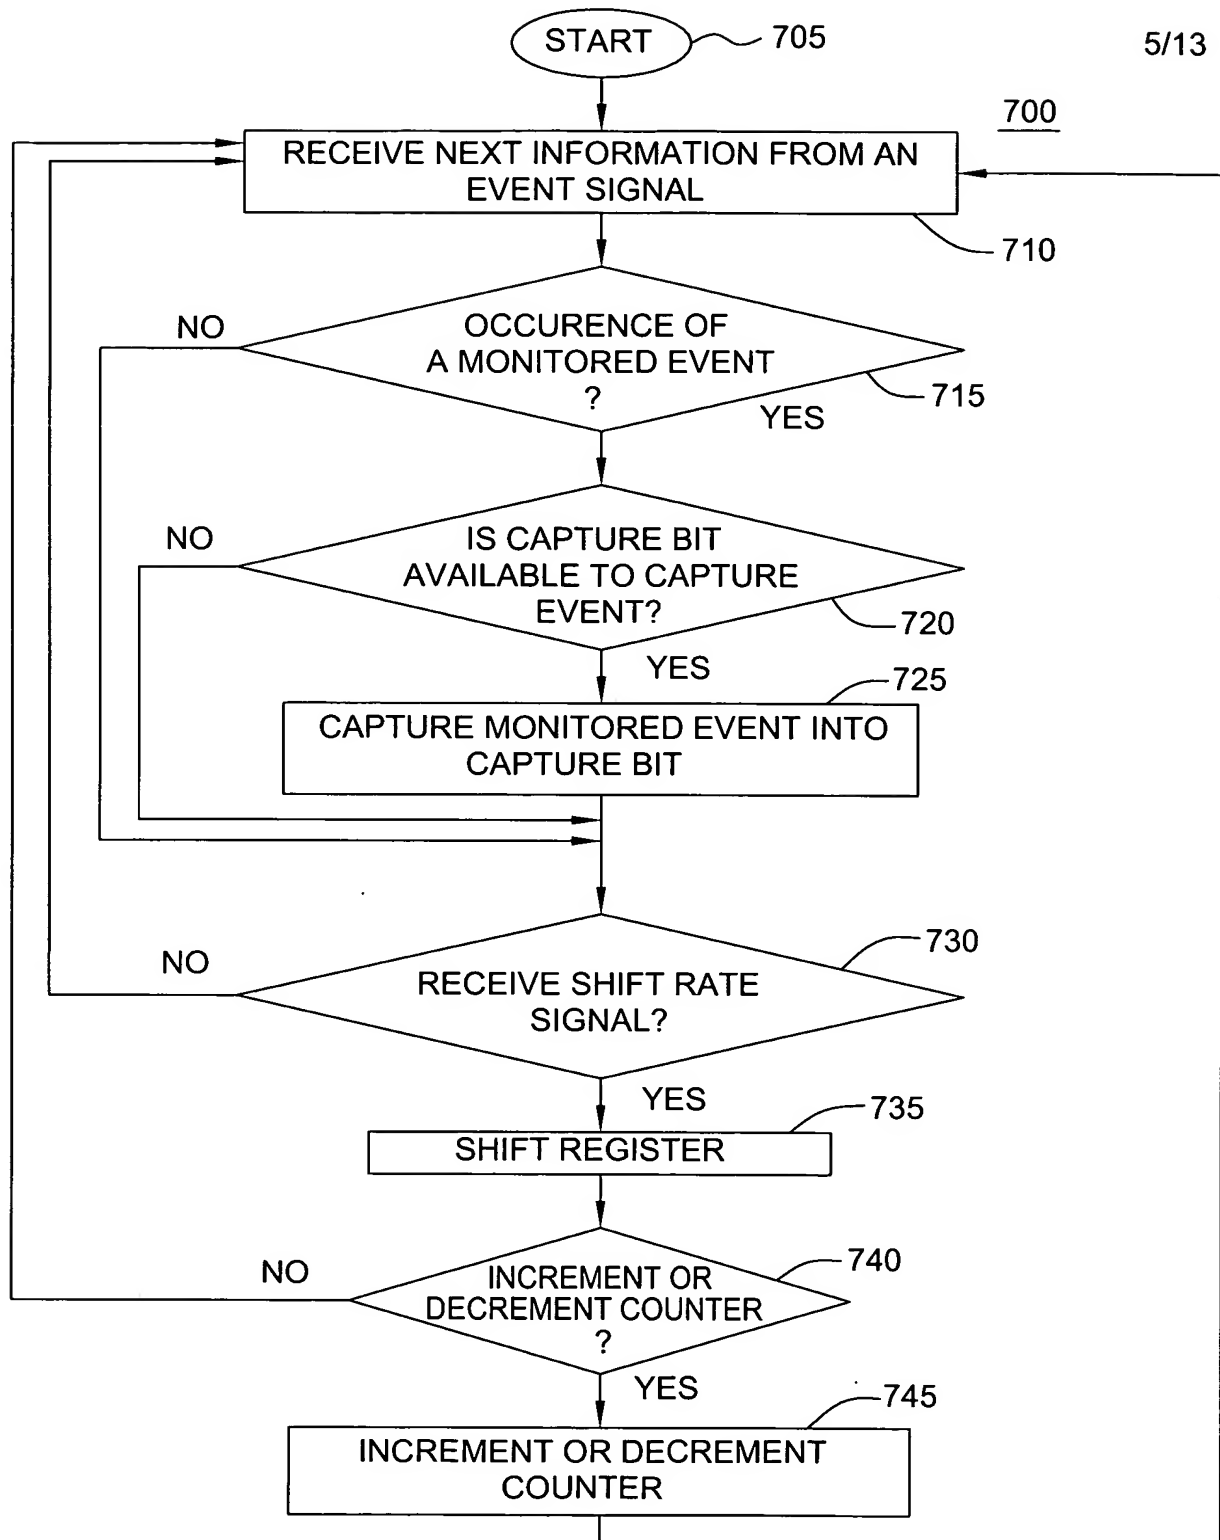 START
705
5/13
700
RECEIVE NEXT INFORMATION FROM AN
EVENT SIGNAL
710
NO
OCCURENCE OF
A MONITORED EVENT
?
715
YES
NO
IS CAPTURE BIT
AVAILABLE TO CAPTURE
EVENT?
720
YES
725
CAPTURE MONITORED EVENT INTO
CAPTURE BIT
730
NO
RECEIVE SHIFT RATE
SIGNAL?
YES
735
SHIFT REGISTER
740
NO
INCREMENT OR
DECREMENT COUNTER
?
YES
745
INCREMENT OR DECREMENT
COUNTER